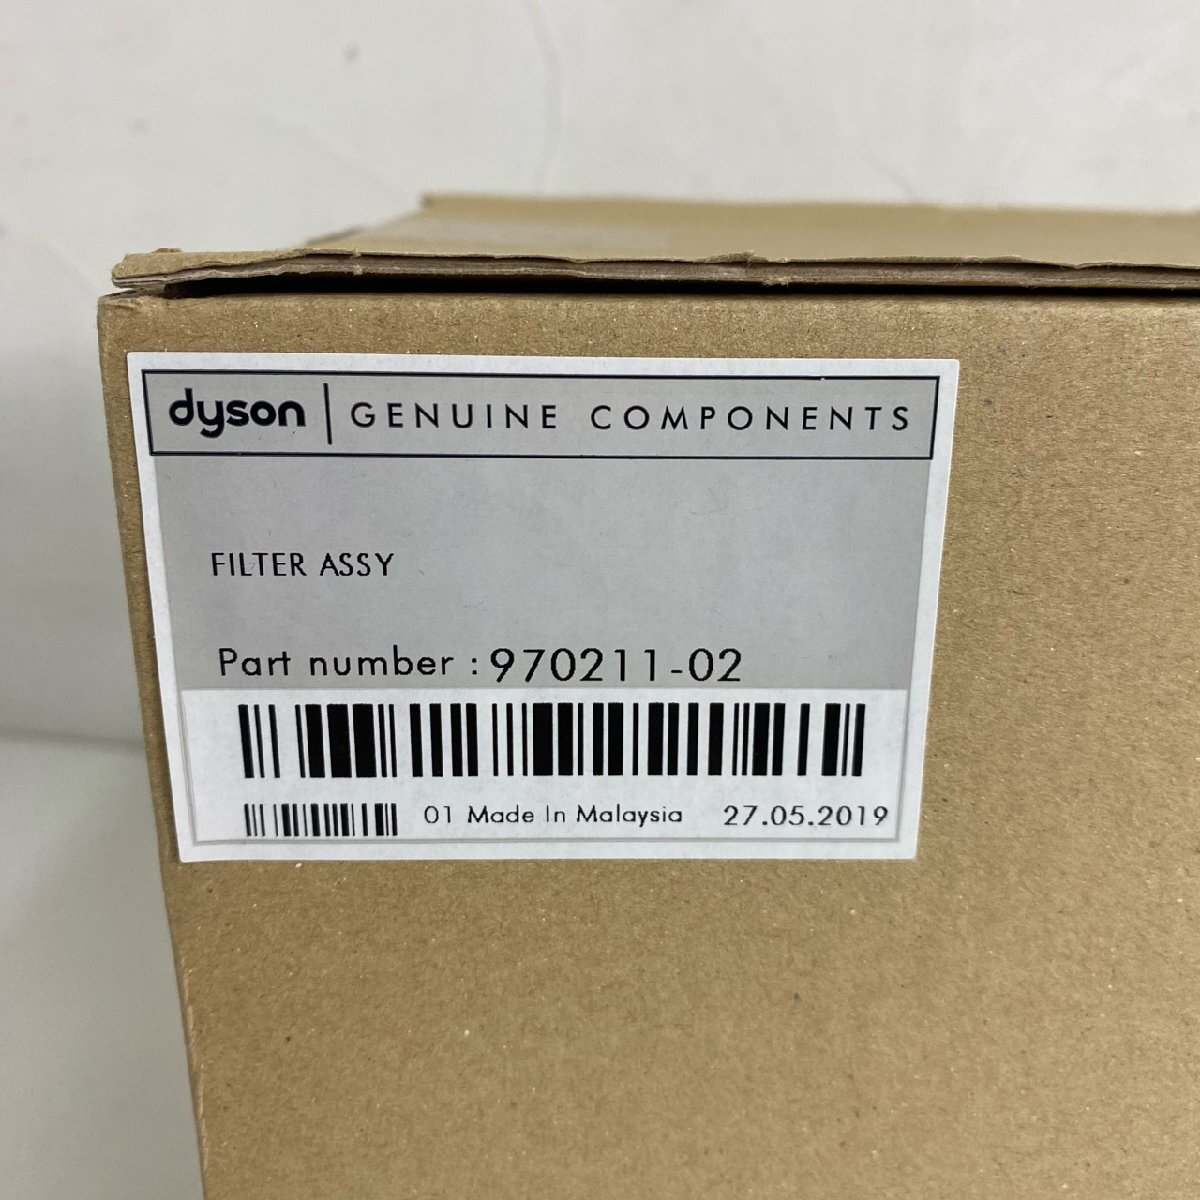 dyson | GENUINE COMPONENTS
FILTER ASSY
Part number : 970211-02
01 Made In Malaysia 27.05.2019